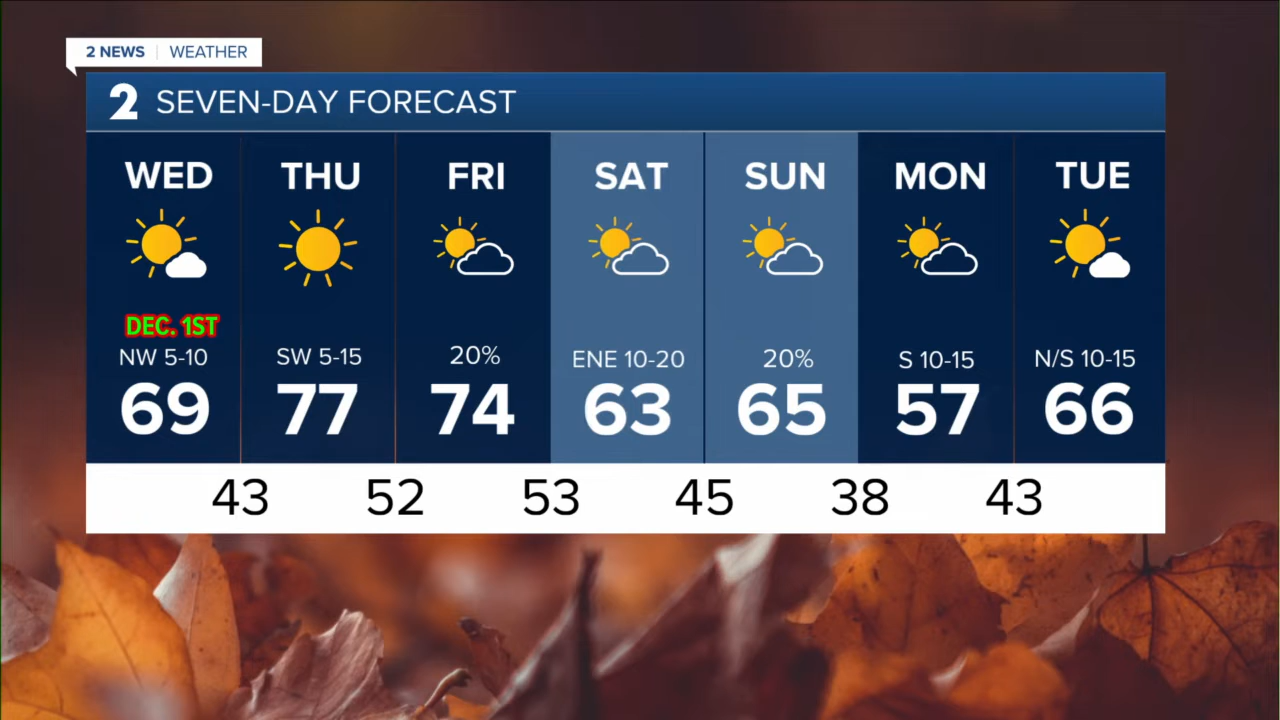 2 NEWS | WEATHER
2 SEVEN-DAY FORECAST
WED THU FRI SAT SUN MON TUE
DEC. 1ST
NW 5-10 SW 5-15 20% ENE 10-20 20% S 10-15 N/S 10-15
69 77 74 63 65 57 66
43 52 53 45 38 43